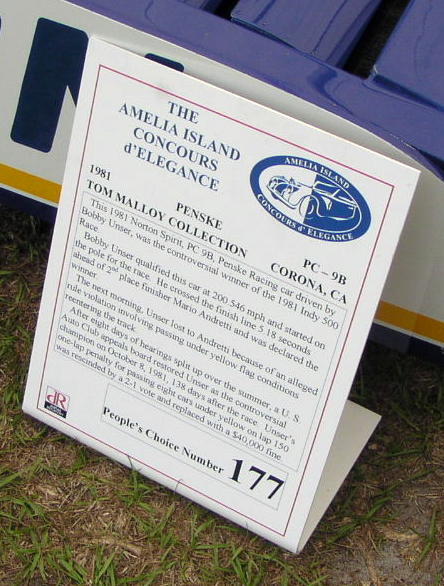 THE
AMELIA ISLAND
CONCOURS
d'ELEGANCE
AMELIA ISLAND
CONCOURS d' ELEGANCE
1981 PENSKE PC – 9B
TOM MALLOY COLLECTION CORONA, CA
This 1981 Norton Spirit, PC 9B, Penske Racing car driven by
Bobby Unser, was the controversial winner of the 1981 Indy 500
Race.
Bobby Unser qualified this car at 200.546 mph and started on
the pole for the race. He crossed the finish line 5.18 seconds
ahead of 2nd place finisher Mario Andretti and was declared the
winner.
The next morning, Unser lost to Andretti because of an alleged
rule violation involving passing under yellow flag conditions
reentering the track.
After eight days of hearings split up over the summer, a U. S.
Auto Club appeals board restored Unser as the controversial
champion on October 8, 1981, 138 days after the race. Unser's
one-lap penalty for passing eight cars under yellow on lap 150
was rescinded by a 2-1 vote and replaced with a $40,000 fine.
People's Choice Number 177